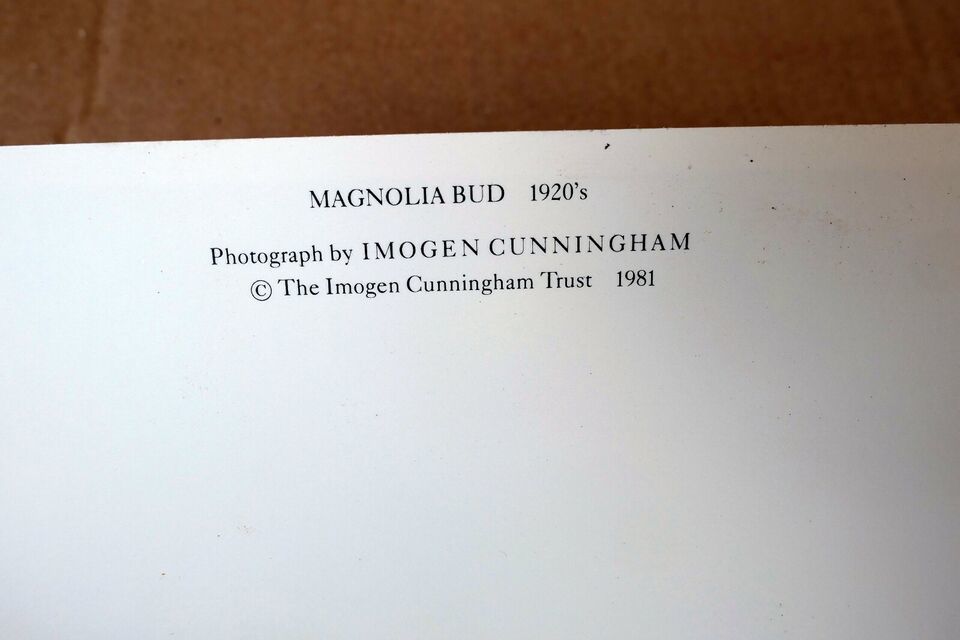 MAGNOLIA BUD 1920's
Photograph by IMOGEN CUNNINGHAM
© The Imogen Cunningham Trust 1981